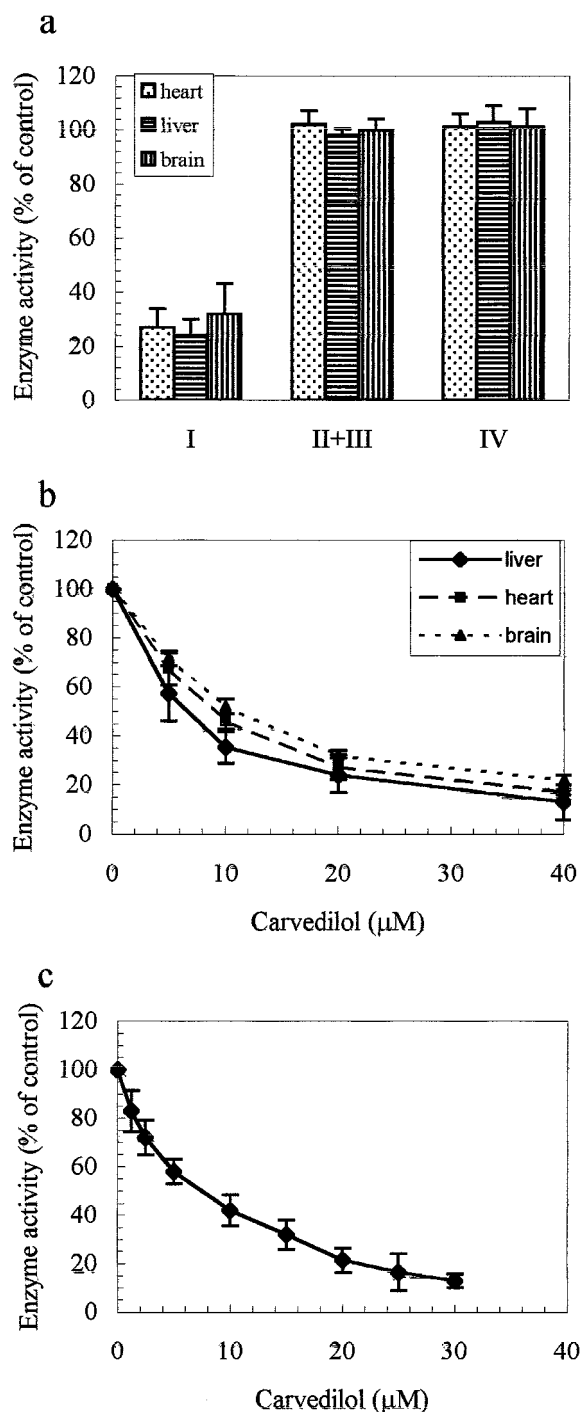 a
Enzyme activity (% of control)
120
100
80
60
40
20
0
heart
liver
brain
I II+III IV
b
Enzyme activity (% of control)
120
100
80
60
40
20
0
liver
heart
brain
0 10 20 30 40
Carvedilol (μM)
c
Enzyme activity (% of control)
120
100
80
60
40
20
0
0 10 20 30 40
Carvedilol (μM)